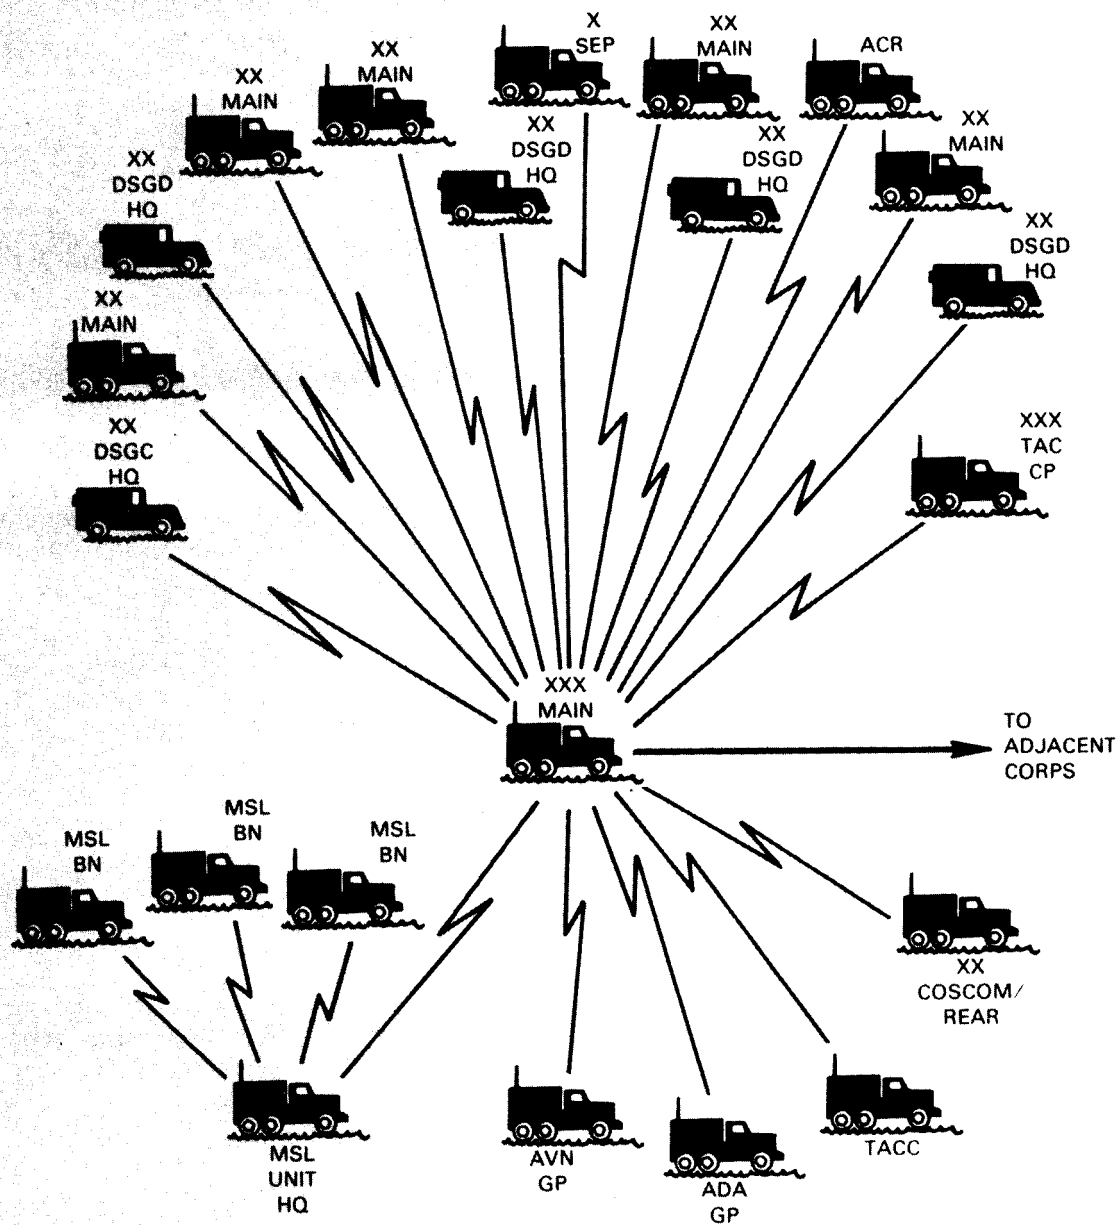 X
SEP
XX
MAIN
ACR
XX
MAIN
XX
MAIN
XX
MAIN
XX
DSGD
HQ
XX
DSGD
HQ
XX
DSGD
HQ
XX
MAIN
XX
DSGD
HQ
XX
MAIN
XX
DSGC
HQ
XXX
TAC
CP
XXX
MAIN
TO
ADJACENT
CORPS
MSL
BN
MSL
BN
MSL
BN
XX
COSCOM/
REAR
MSL
UNIT
HQ
AVN
GP
ADA
GP
TACC